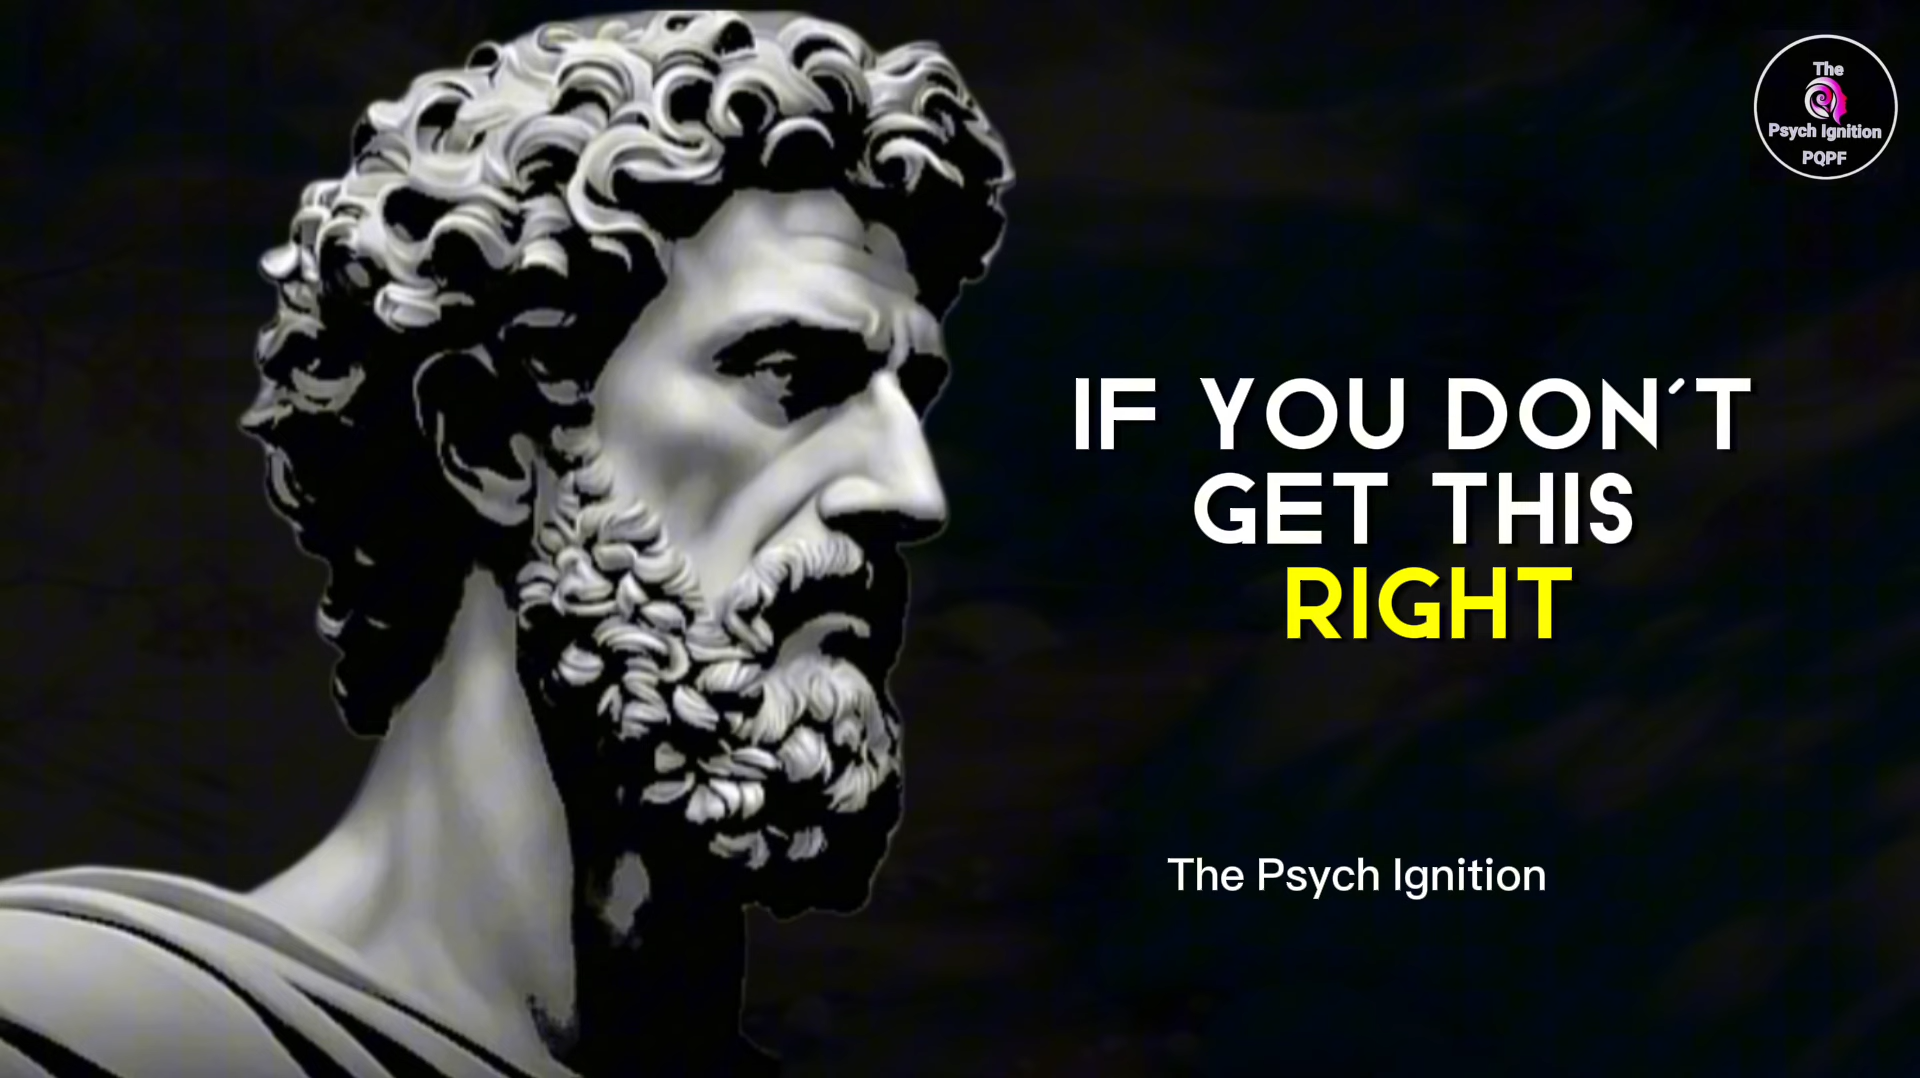 The
Psych Ignition
PQPF
IF YOU DON´T
GET THIS
RIGHT
The Psych Ignition